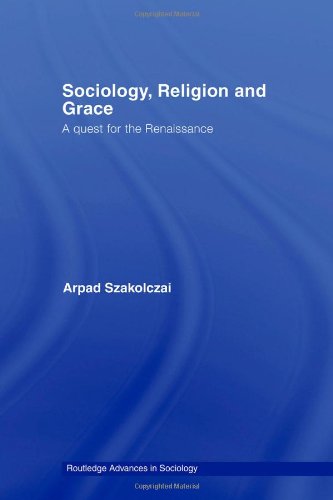 Sociology, Religion and
Grace
A quest for the Renaissance
Arpad Szakolczai
Routledge Advances in Sociology